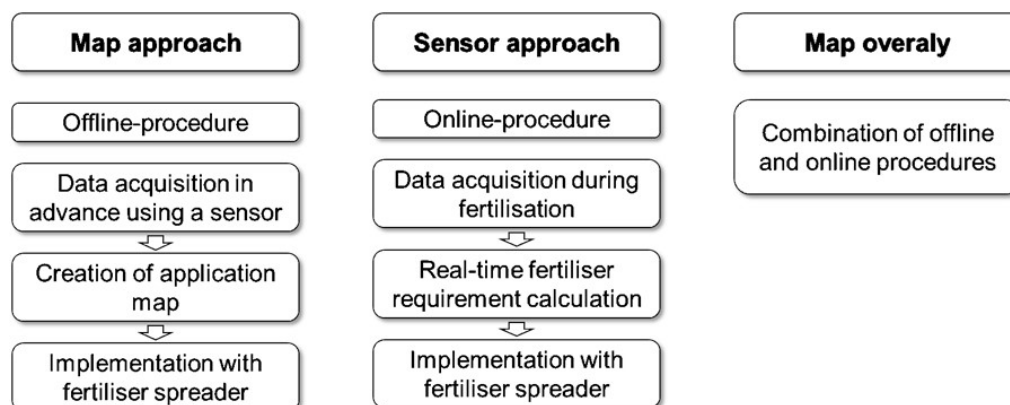 Map approach
Offline-procedure
Data acquisition in
advance using a sensor
Creation of application
map
Implementation with
fertiliser spreader
Sensor approach
Online-procedure
Data acquisition during
fertilisation
Real-time fertiliser
requirement calculation
Implementation with
fertiliser spreader
Map overaly
Combination of offline
and online procedures